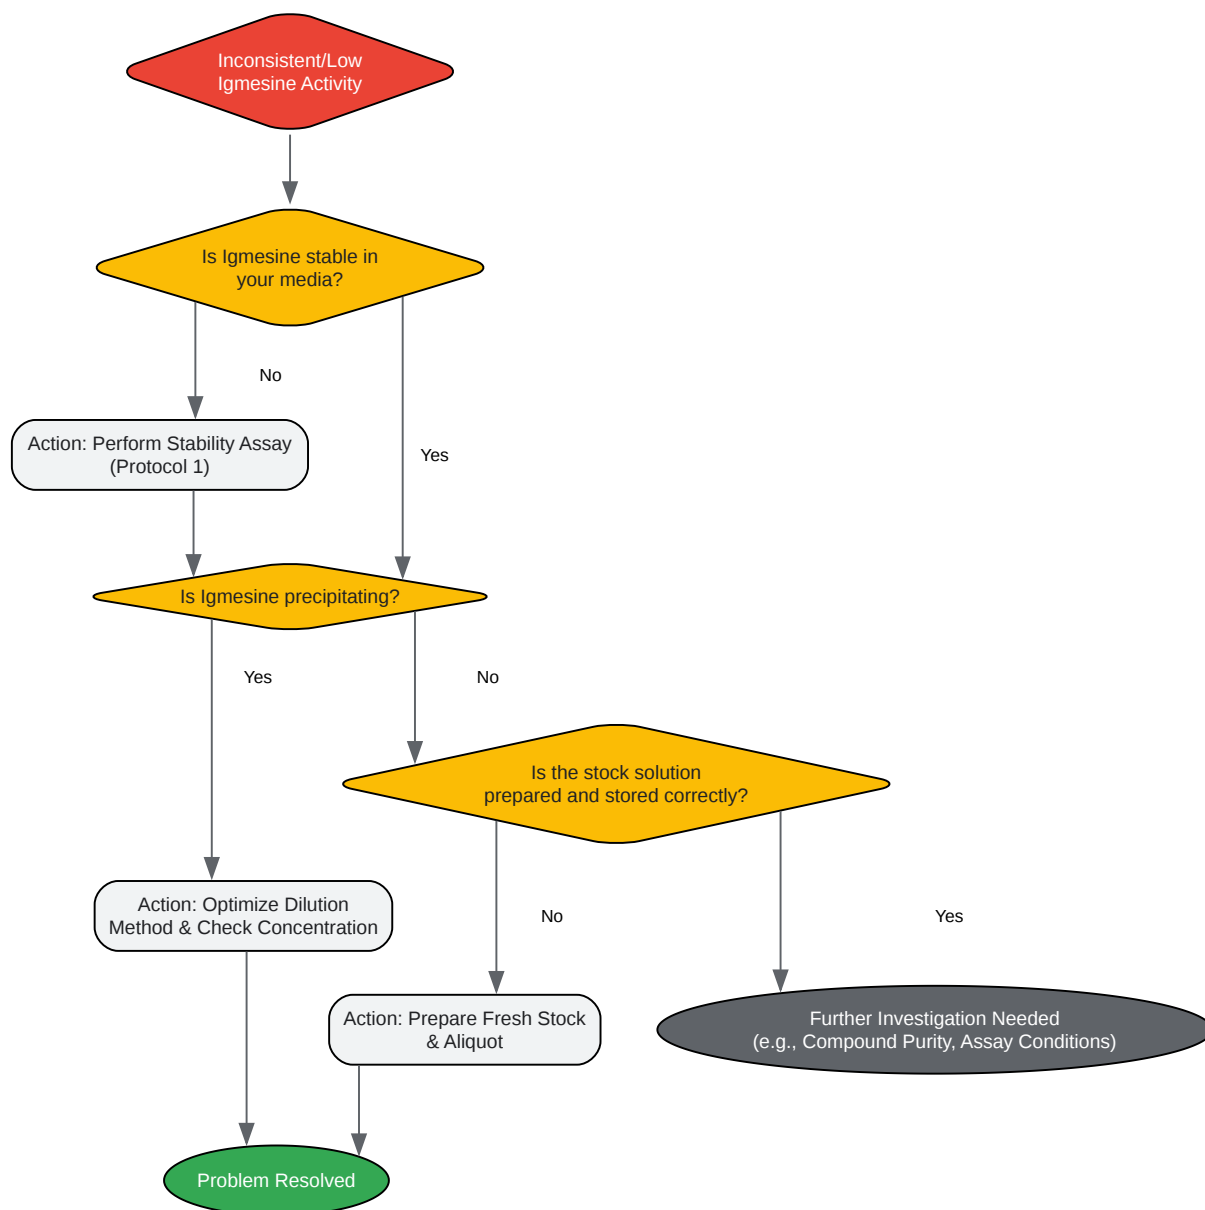 Inconsistent/Low
Igmesine Activity
Is Igmesine stable in
your media?
No
Action: Perform Stability Assay
(Protocol 1)
Yes
Is Igmesine precipitating?
Yes
No
Is the stock solution
prepared and stored correctly?
Action: Optimize Dilution
Method & Check Concentration
No
Yes
Action: Prepare Fresh Stock
& Aliquot
Further Investigation Needed
(e.g., Compound Purity, Assay Conditions)
Problem Resolved